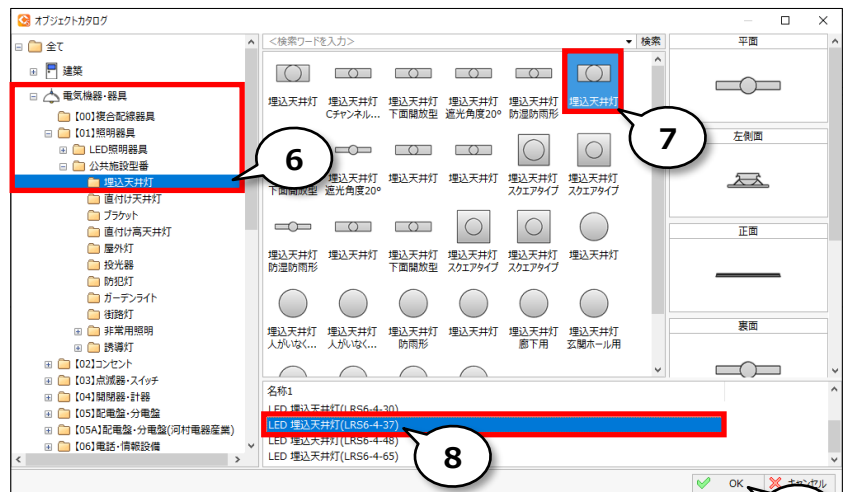 オブジェクトカタログ
全て
建築
電気機器・器具
【00】複合配線器具
【01】照明器具
LED照明器具
公共施設型番
埋込天井灯
直付け天井灯
ブラケット
直付け高天井灯
屋外灯
投光器
防犯灯
ガーデンライト
街路灯
非常用照明
誘導灯
【02】コンセント
【03】点滅器・スイッチ
【04】開閉器・計器
【05】配電盤・分電盤
【05A】配電盤・分電盤(河村電器産業)
【06】電話・情報設備
6
<検索ワードを入力>
検索
埋込天井灯 埋込天井灯 埋込天井灯 埋込天井灯 埋込天井灯 埋込天井灯
Cチャンネル... 下面開放型 遮光角度20° 防湿防雨形
7
埋込天井灯 埋込天井灯 埋込天井灯 埋込天井灯 埋込天井灯
下面開放型 遮光角度20° スクエアタイプ スクエアタイプ
埋込天井灯 埋込天井灯 埋込天井灯 埋込天井灯 埋込天井灯 埋込天井灯
防湿防雨形 下面開放型 スクエアタイプ スクエアタイプ
埋込天井灯 埋込天井灯 埋込天井灯 埋込天井灯 埋込天井灯 埋込天井灯
人がいなく... 人がいなく... 防雨形 廊下用 玄関ホール用
名称1
LED 埋込天井灯(LRS6-4-30)
LED 埋込天井灯(LRS6-4-37)
LED 埋込天井灯(LRS6-4-48)
LED 埋込天井灯(LRS6-4-65)
8
平面
左側面
正面
裏面
OK
キャンセル